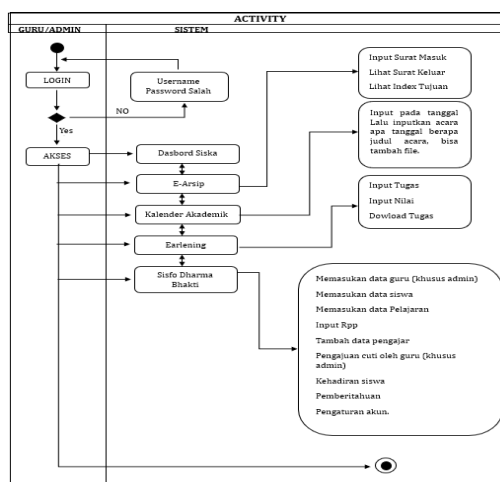 ACTIVITY
GURU/ADMIN
SISTEM
LOGIN
Username
Password Salah
NO
Yes
AKSES
Dasbord Siska
E-Arsip
Kalender Akademik
Earlening
Sisfo Dharma
Bhakti
Input Surat Masuk
Lihat Surat Keluar
Lihat Index Tujuan
Input pada tanggal
Lalu inputkan acara
apa tanggal berapa
judul acara, bisa
tambah file.
Input Tugas
Input Nilai
Dowload Tugas
Memasukan data guru (khusus admin)
Memasukan data siswa
Memasukan data Pelajaran
Input Rpp
Tambah data pengajar
Pengajuan cuti oleh guru (khusus
admin)
Kehadiran siswa
Pemberitahuan
Pengaturan akun.